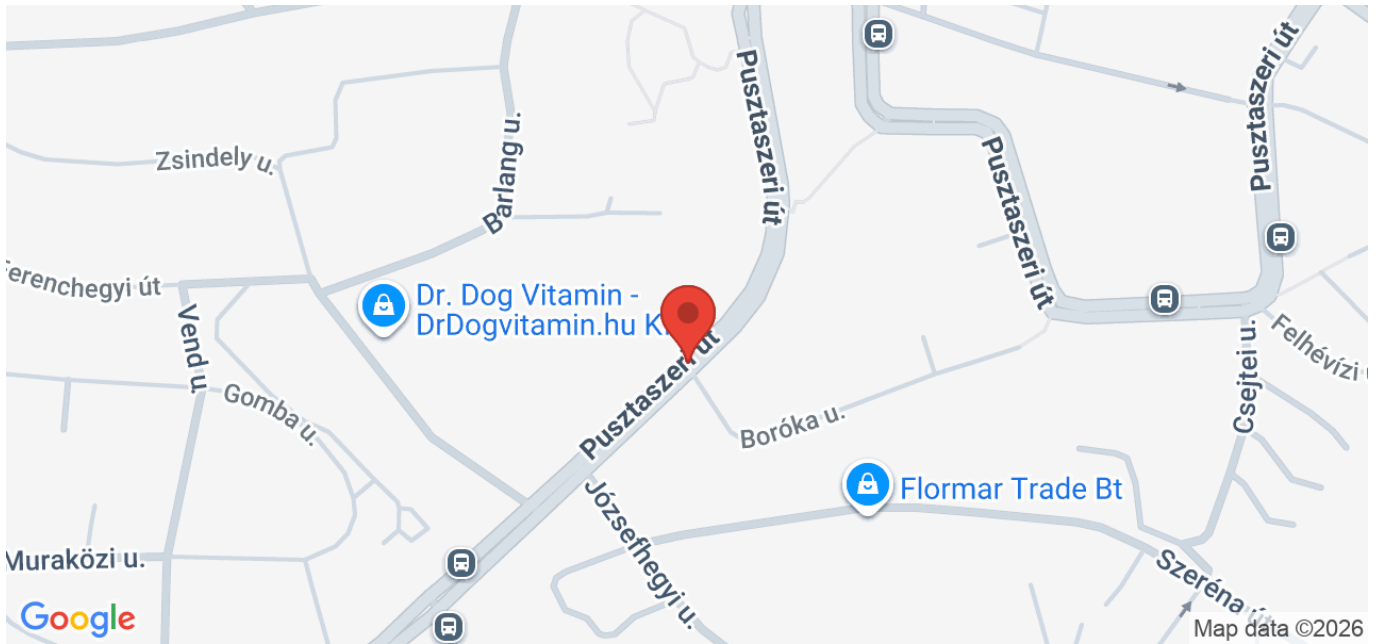 Pusztaszeri út
Pusztaszeri út
Pusztaszeri út
Zsindely u.
Barlang u.
Ferenchegyi út
Dr. Dog Vitamin -
DrDogvitamin.hu
Pusztaszeri út
Vend u.
Gomba u.
Boróka u.
Csejtei u.
Felhévízi
Flormar Trade Bt
Józsefhegyi u.
Muraközi u.
Szeréna út
Google
Map data ©2026